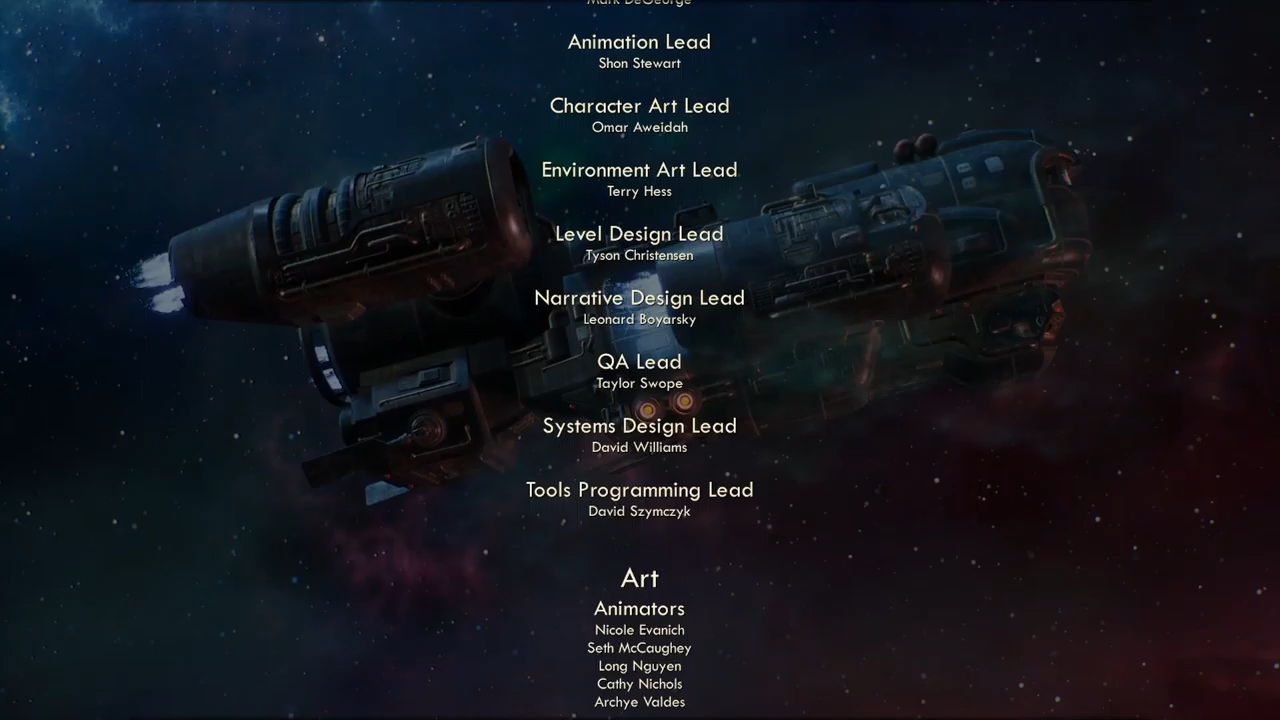 Mark DeGeorge
Animation Lead
Shon Stewart
Character Art Lead
Omar Aweidah
Environment Art Lead
Terry Hess
Level Design Lead
Tyson Christensen
Narrative Design Lead
Leonard Boyarsky
QA Lead
Taylor Swope
Systems Design Lead
David Williams
Tools Programming Lead
David Szymczyk
Art
Animators
Nicole Evanich
Seth McCaughey
Long Nguyen
Cathy Nichols
Archye Valdes